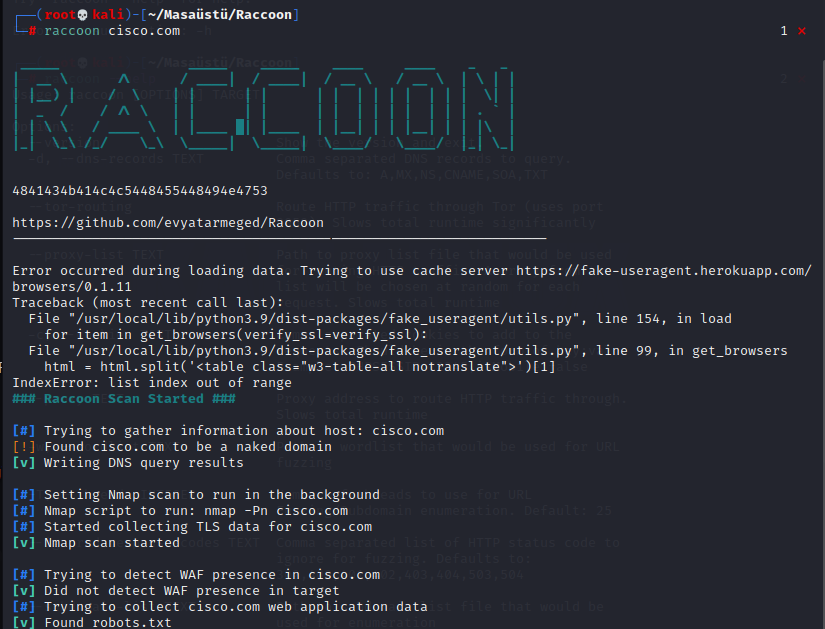 (root💀kali)-[~/Masaüstü/Raccoon]
# raccoon cisco.com 1 ✕
RACCOON
4841434b414c4c5448455448494e4753
https://github.com/evyatarmeged/Raccoon
Error occurred during loading data. Trying to use cache server https://fake-useragent.herokuapp.com/
browsers/0.1.11
Traceback (most recent call last):
File "/usr/local/lib/python3.9/dist-packages/fake_useragent/utils.py", line 154, in load
for item in get_browsers(verify_ssl=verify_ssl):
File "/usr/local/lib/python3.9/dist-packages/fake_useragent/utils.py", line 99, in get_browsers
html = html.split('<table class="w3-table-all notranslate">')[1]
IndexError: list index out of range
### Raccoon Scan Started ###
[#] Trying to gather information about host: cisco.com
[!] Found cisco.com to be a naked domain
[v] Writing DNS query results
[#] Setting Nmap scan to run in the background
[#] Nmap script to run: nmap -Pn cisco.com
[#] Started collecting TLS data for cisco.com
[v] Nmap scan started
[#] Trying to detect WAF presence in cisco.com
[v] Did not detect WAF presence in target
[#] Trying to collect cisco.com web application data
[v] Found robots.txt